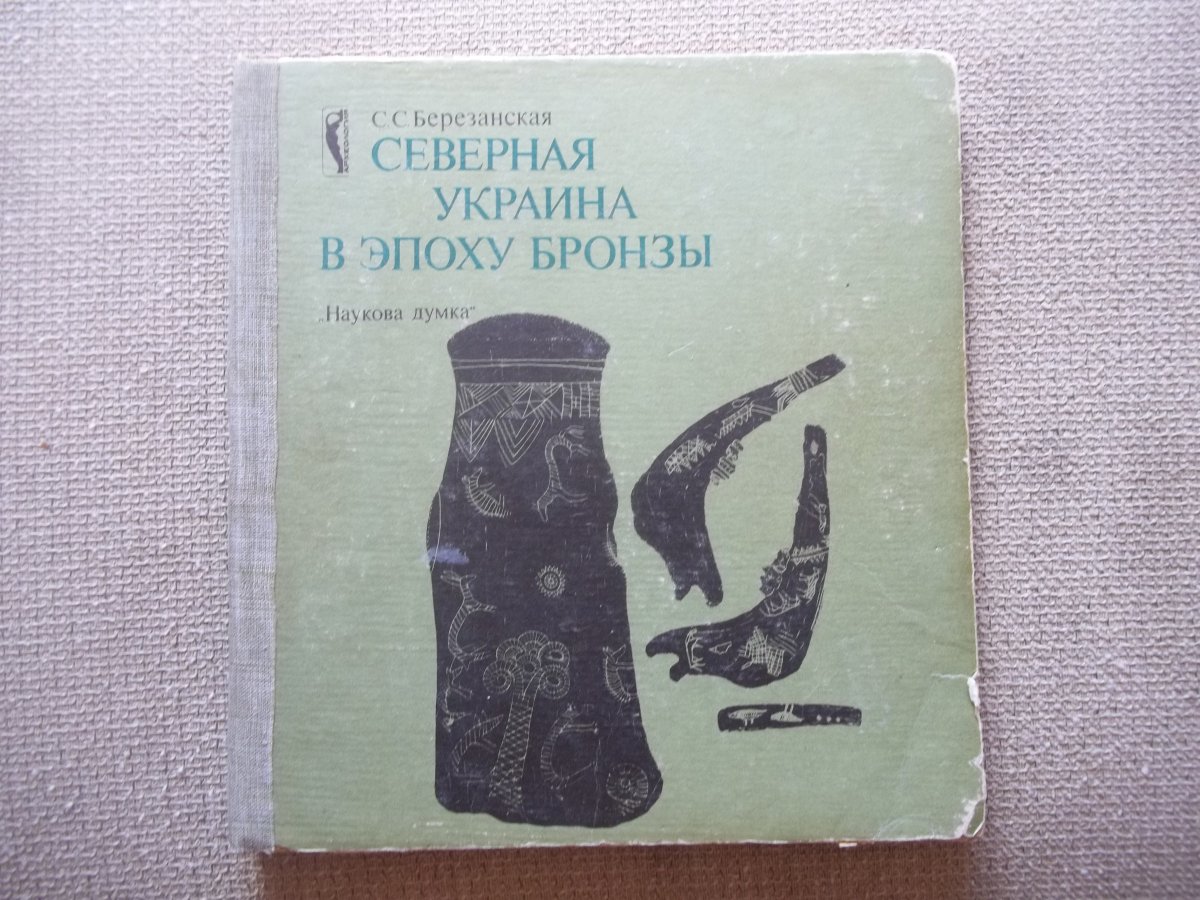 С. С. Березанская
СЕВЕРНАЯ
УКРАИНА
В ЭПОХУ БРОНЗЫ
„Наукова думка“